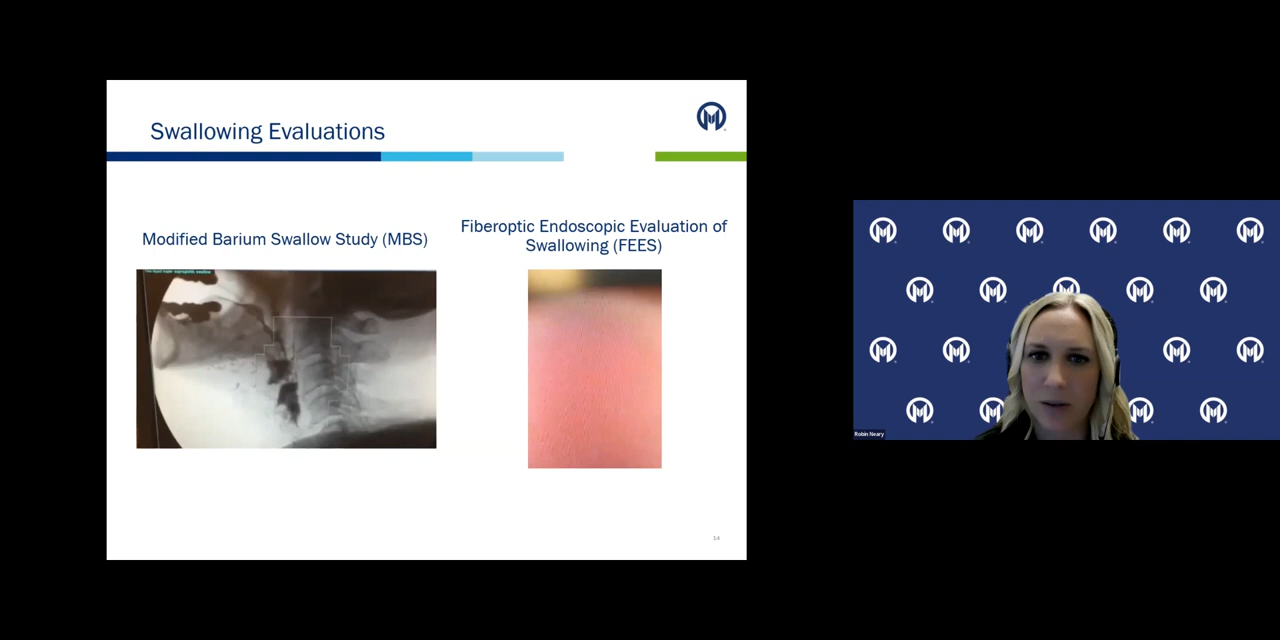 Swallowing Evaluations
Modified Barium Swallow Study (MBS)
Fiberoptic Endoscopic Evaluation of
Swallowing (FEES)
14
Robin Neary